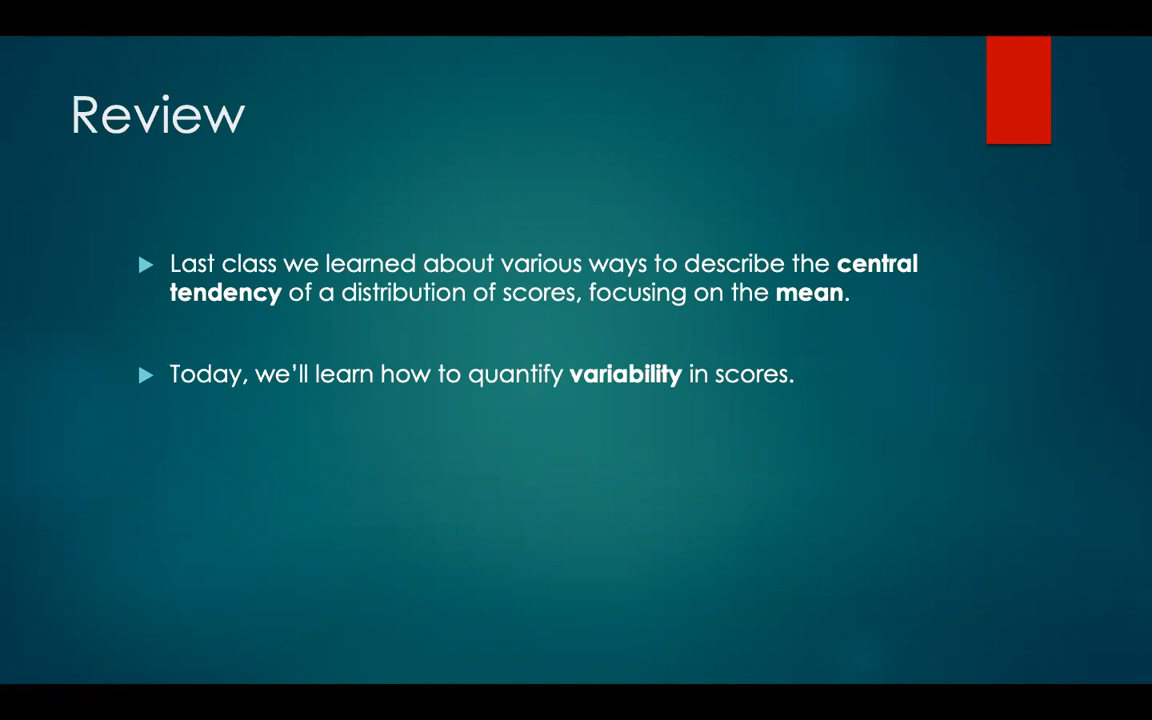 Review
Last class we learned about various ways to describe the central
tendency of a distribution of scores, focusing on the mean.
Today, we’ll learn how to quantify variability in scores.